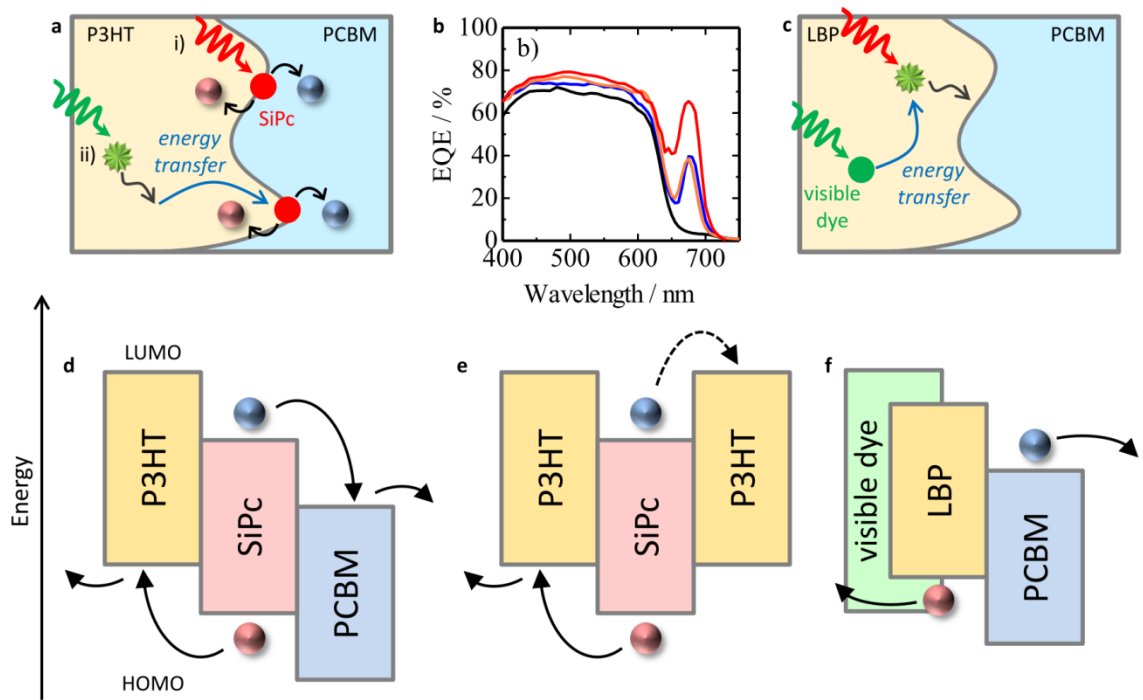 a
P3HT
i)
PCBM
SiPc
energy
transfer
ii)
b
b)
EQE / %
100
80
60
40
20
0
400
500
600
700
Wavelength / nm
c
LBP
PCBM
visible
dye
energy
transfer
Energy
d
LUMO
P3HT
SiPc
PCBM
HOMO
e
P3HT
SiPc
P3HT
f
visible dye
LBP
PCBM